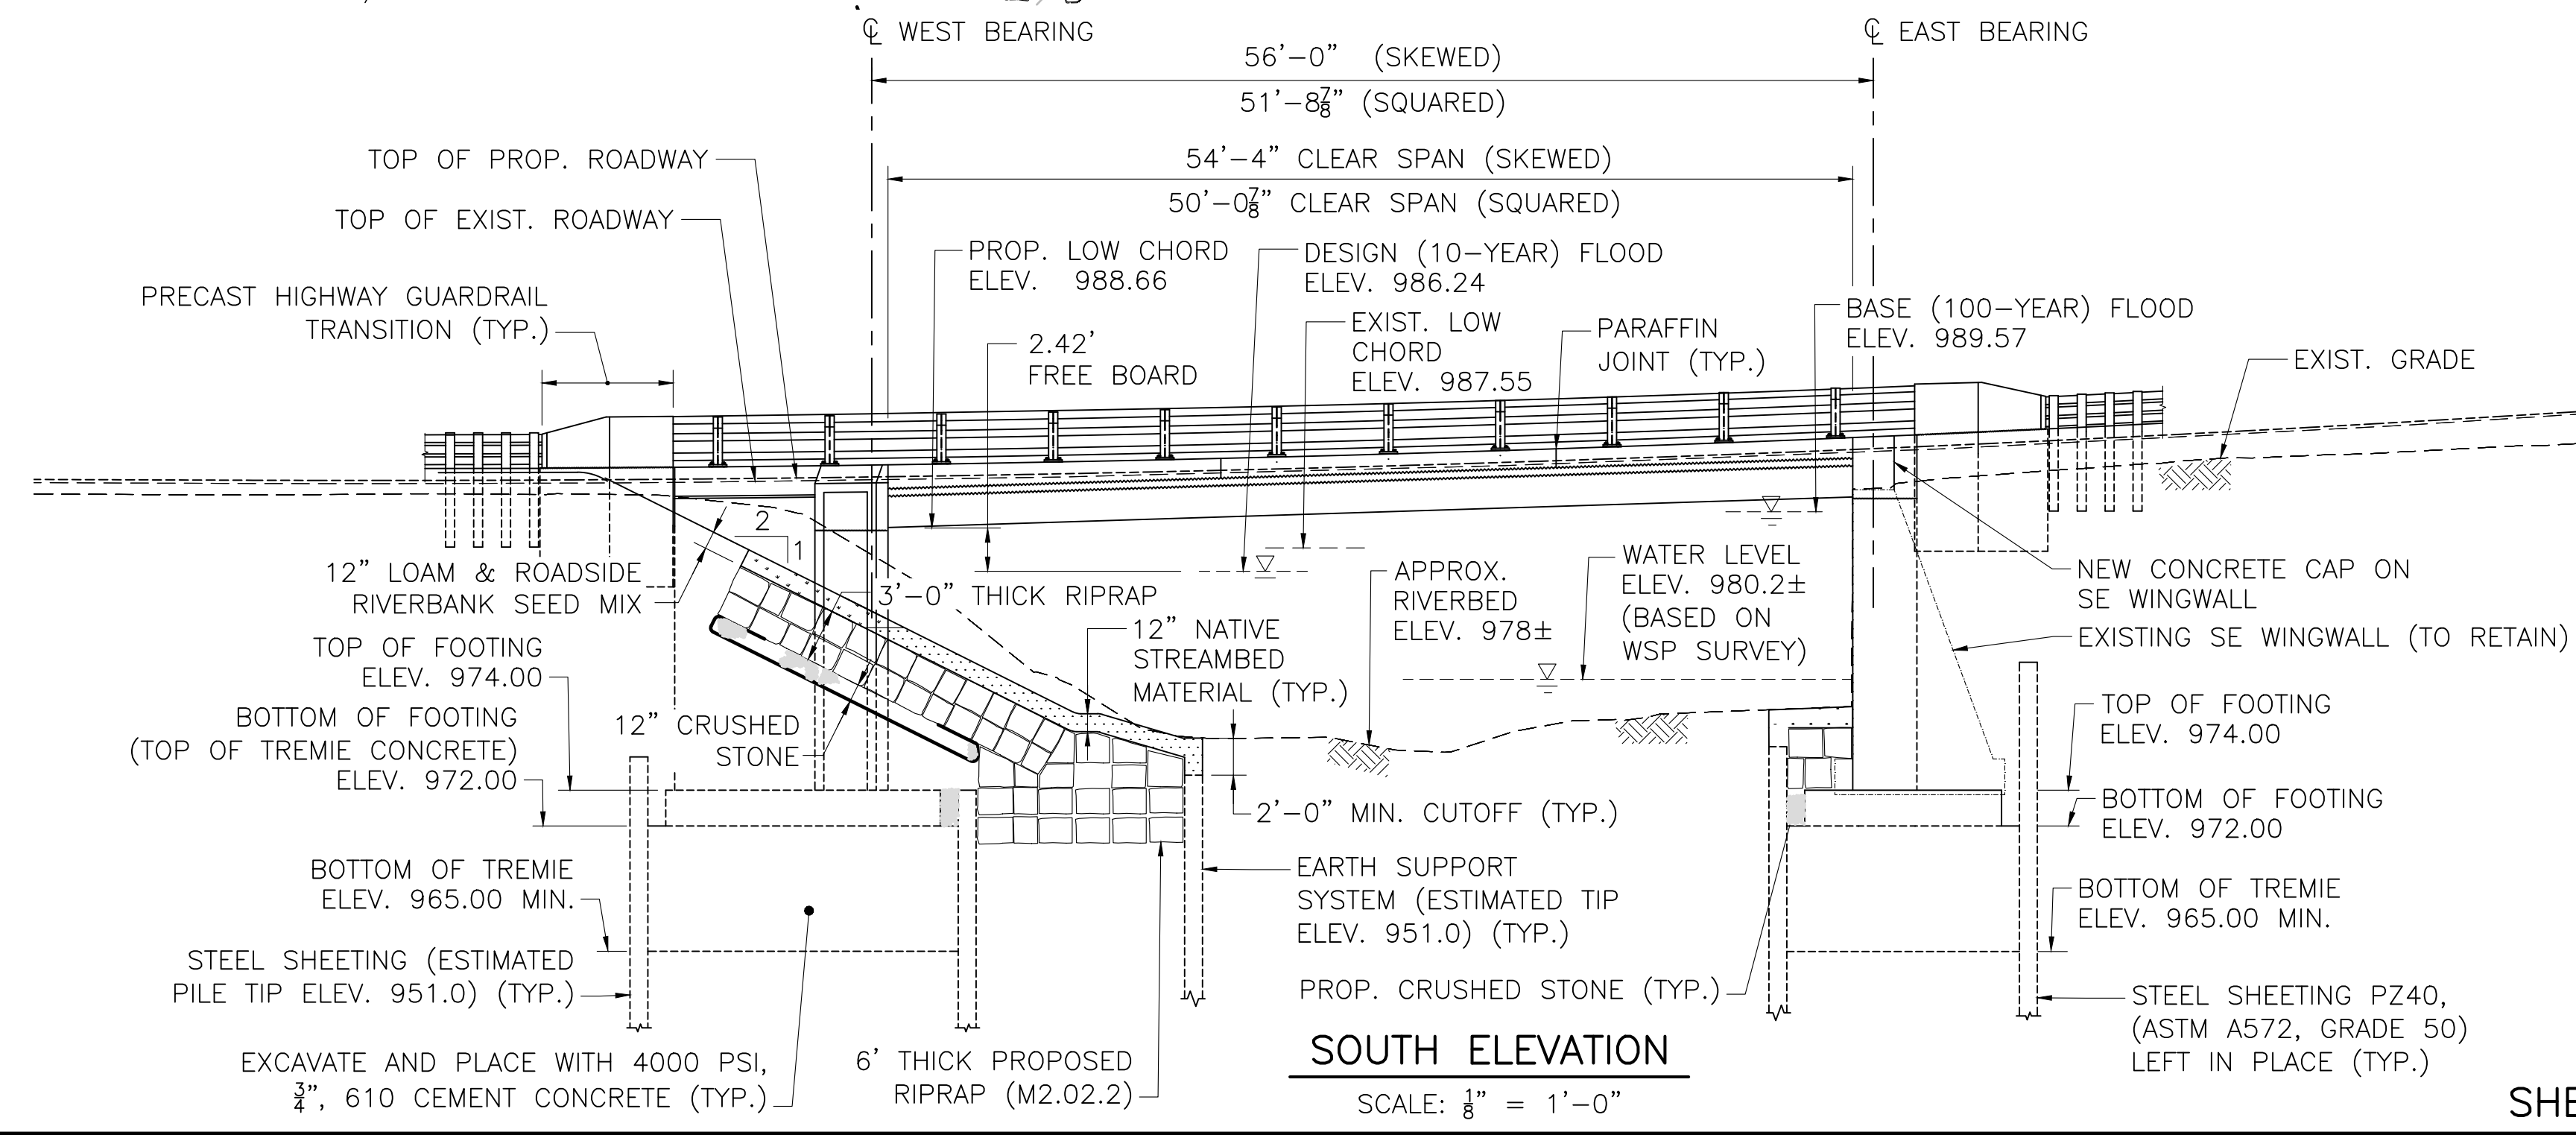 ℄ WEST BEARING
℄ EAST BEARING
56'-0" (SKEWED)
51'-8⅞" (SQUARED)
54'-4" CLEAR SPAN (SKEWED)
50'-0⅞" CLEAR SPAN (SQUARED)
TOP OF PROP. ROADWAY
TOP OF EXIST. ROADWAY
PRECAST HIGHWAY GUARDRAIL
TRANSITION (TYP.)
PROP. LOW CHORD
ELEV. 988.66
DESIGN (10-YEAR) FLOOD
ELEV. 986.24
2.42'
FREE BOARD
EXIST. LOW
CHORD
ELEV. 987.55
PARAFFIN
JOINT (TYP.)
BASE (100-YEAR) FLOOD
ELEV. 989.57
EXIST. GRADE
2
1
12" LOAM & ROADSIDE
RIVERBANK SEED MIX
3'-0" THICK RIPRAP
12" NATIVE
STREAMBED
MATERIAL (TYP.)
APPROX.
RIVERBED
ELEV. 978±
WATER LEVEL
ELEV. 980.2±
(BASED ON
WSP SURVEY)
NEW CONCRETE CAP ON
SE WINGWALL
EXISTING SE WINGWALL (TO RETAIN)
TOP OF FOOTING
ELEV. 974.00
BOTTOM OF FOOTING
(TOP OF TREMIE CONCRETE)
ELEV. 972.00
12" CRUSHED
STONE
2'-0" MIN. CUTOFF (TYP.)
TOP OF FOOTING
ELEV. 974.00
BOTTOM OF FOOTING
ELEV. 972.00
BOTTOM OF TREMIE
ELEV. 965.00 MIN.
EARTH SUPPORT
SYSTEM (ESTIMATED TIP
ELEV. 951.0) (TYP.)
BOTTOM OF TREMIE
ELEV. 965.00 MIN.
STEEL SHEETING (ESTIMATED
PILE TIP ELEV. 951.0) (TYP.)
PROP. CRUSHED STONE (TYP.)
STEEL SHEETING PZ40,
(ASTM A572, GRADE 50)
LEFT IN PLACE (TYP.)
EXCAVATE AND PLACE WITH 4000 PSI,
¾", 610 CEMENT CONCRETE (TYP.)
6' THICK PROPOSED
RIPRAP (M2.02.2)
SOUTH ELEVATION
SCALE: ⅛" = 1'-0"